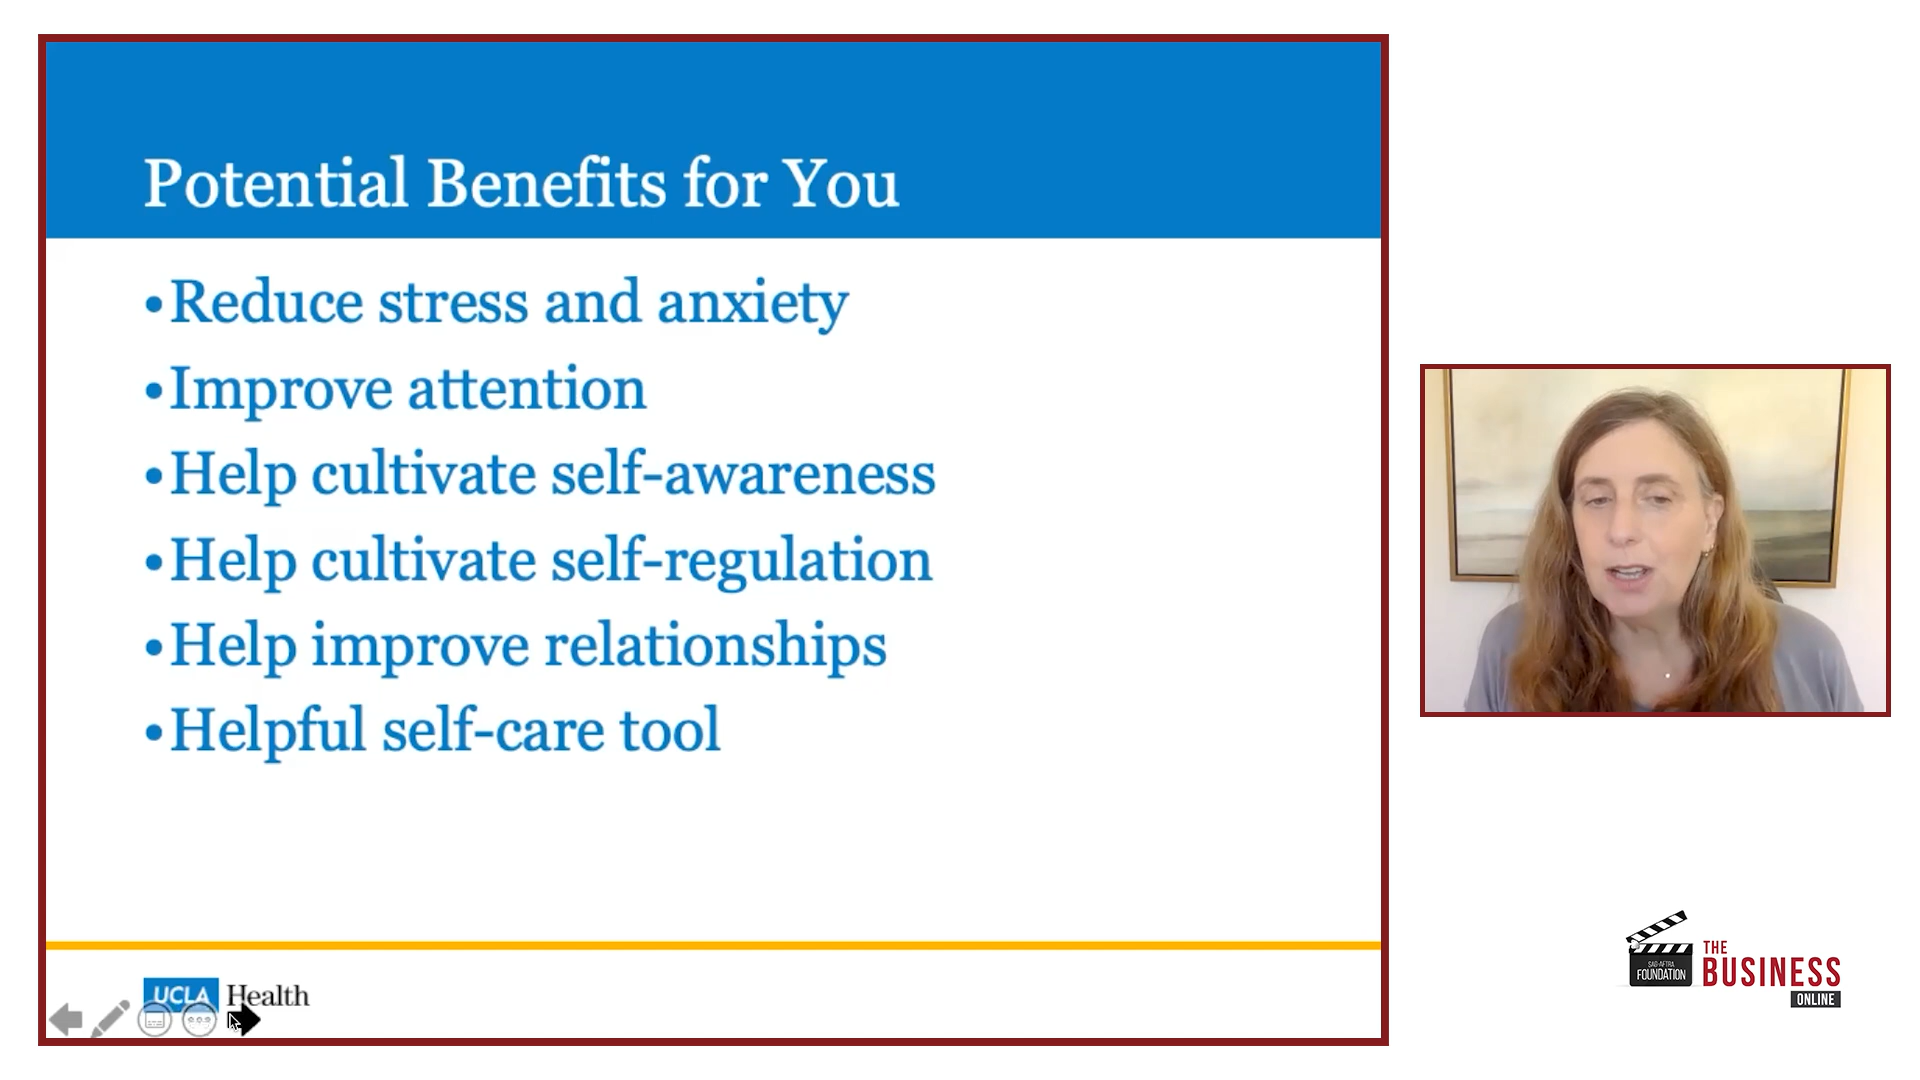 Potential Benefits for You
•Reduce stress and anxiety
•Improve attention
•Help cultivate self-awareness
•Help cultivate self-regulation
•Help improve relationships
•Helpful self-care tool
UCLA Health
SAG-AFTRA
FOUNDATION
THE
BUSINESS
ONLINE